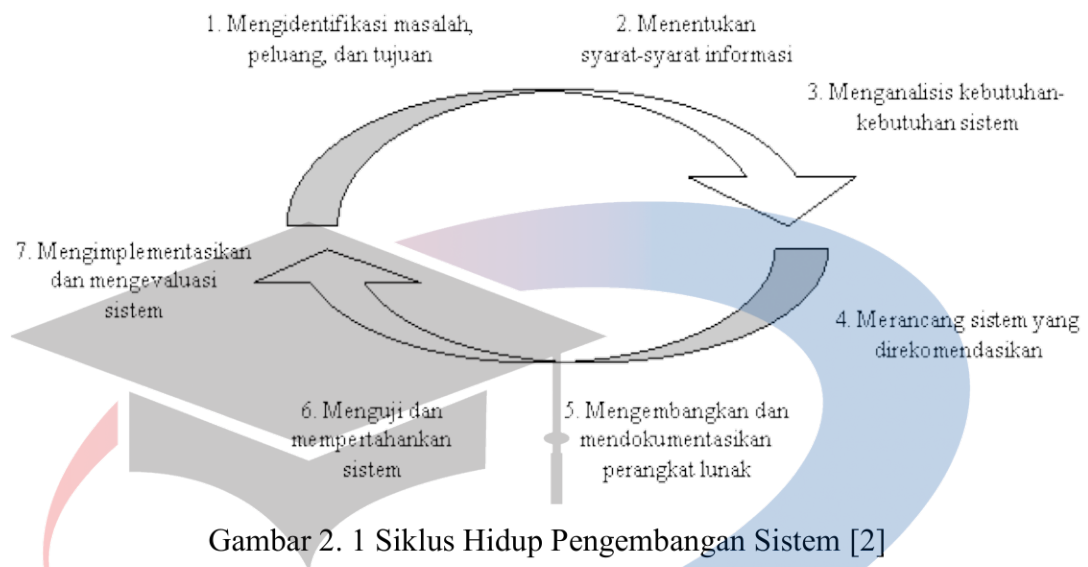 1. Mengidentifikasi masalah,
peluang, dan tujuan
2. Menentukan
syarat-syarat informasi
3. Menganalisis kebutuhan-
kebutuhan sistem
4. Merancang sistem yang
direkomendasikan
5. Mengembangkan dan
mendokumentasikan
perangkat lunak
6. Menguji dan
mempertahankan
sistem
7. Mengimplementasikan
dan mengevaluasi
sistem
Gambar 2. 1 Siklus Hidup Pengembangan Sistem [2]